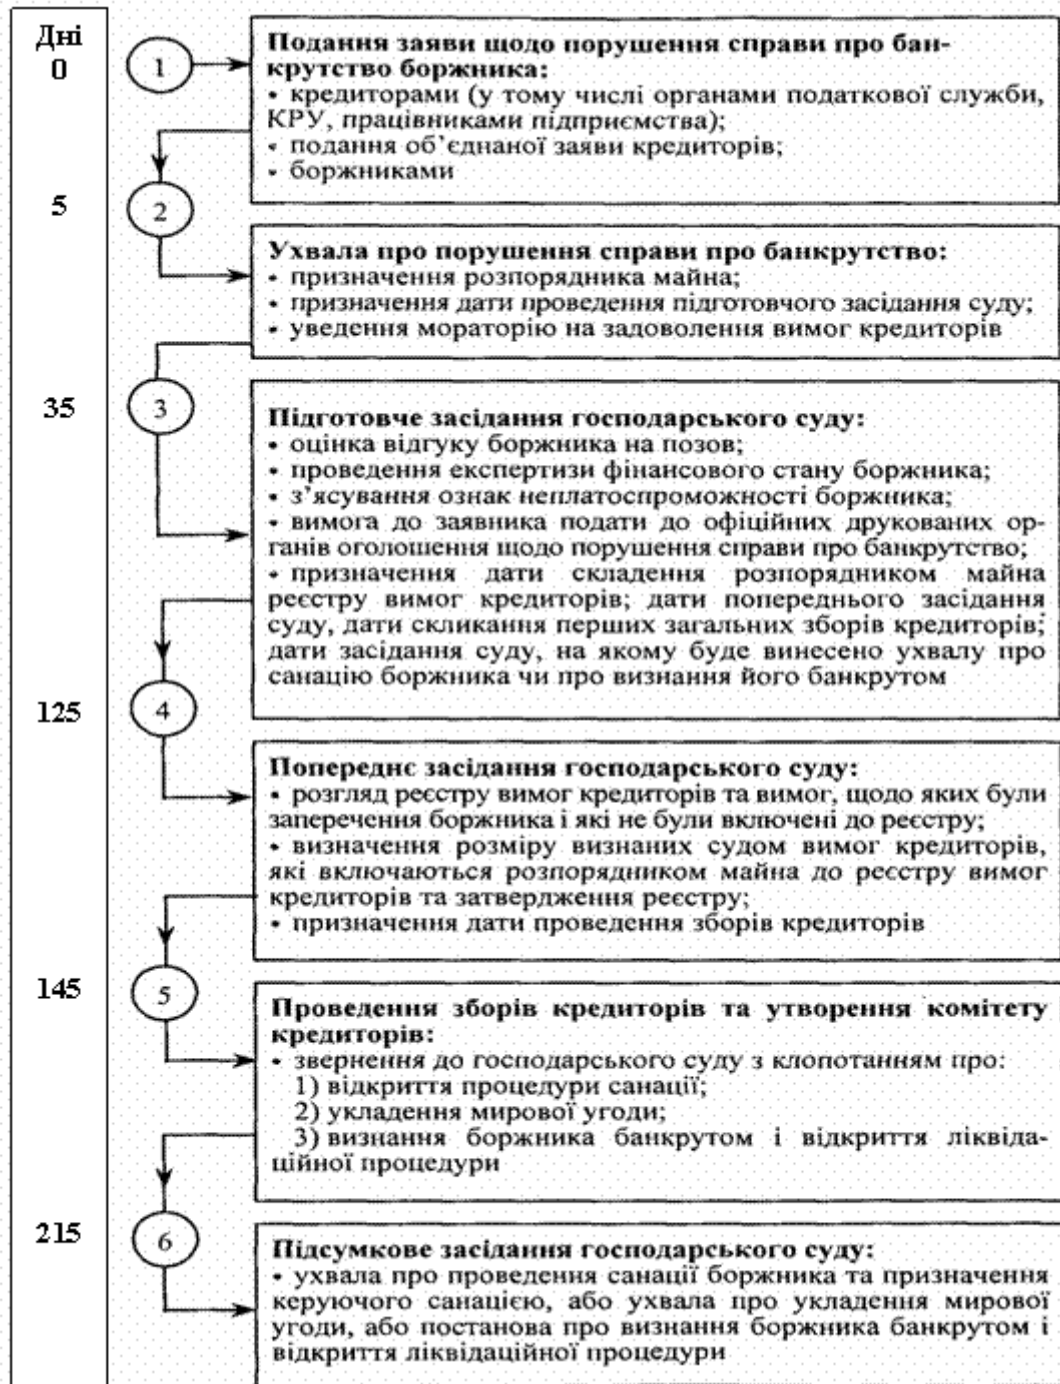 Дні
0
1
Подання заяви щодо порушення справи про бан-
крутство боржника:
• кредиторами (у тому числі органами податкової служби,
КРУ, працівниками підприємства);
• подання об’єднаної заяви кредиторів;
• боржниками
5
2
Ухвала про порушення справи про банкрутство:
• призначення розпорядника майна;
• призначення дати проведення підготовчого засідання суду;
• уведення мораторію на задоволення вимог кредиторів
35
3
Підготовче засідання господарського суду:
• оцінка відгуку боржника на позов;
• проведення експертизи фінансового стану боржника;
• з’ясування ознак неплатоспроможності боржника;
• вимога до заявника подати до офіційних друкованих ор-
ганів оголошення щодо порушення справи про банкрутство;
• призначення дати складення розпорядником майна
реєстру вимог кредиторів; дати попереднього засідання
суду, дати скликання перших загальних зборів кредиторів;
дати засідання суду, на якому буде винесено ухвалу про
санацію боржника чи про визнання його банкрутом
125
4
Попереднє засідання господарського суду:
• розгляд реєстру вимог кредиторів та вимог, щодо яких були
заперечення боржника і які не були включені до реєстру;
• визначення розміру визнаних судом вимог кредиторів,
які включаються розпорядником майна до реєстру вимог
кредиторів та затвердження реєстру;
• призначення дати проведення зборів кредиторів
145
5
Проведення зборів кредиторів та утворення комітету
кредиторів:
• звернення до господарського суду з клопотанням про:
1) відкриття процедури санації;
2) укладення мирової угоди;
3) визнання боржника банкрутом і відкриття ліквіда-
ційної процедури
215
6
Підсумкове засідання господарського суду:
• ухвала про проведення санації боржника та призначення
керуючого санацією, або ухвала про укладення мирової
угоди, або постанова про визнання боржника банкрутом і
відкриття ліквідаційної процедури